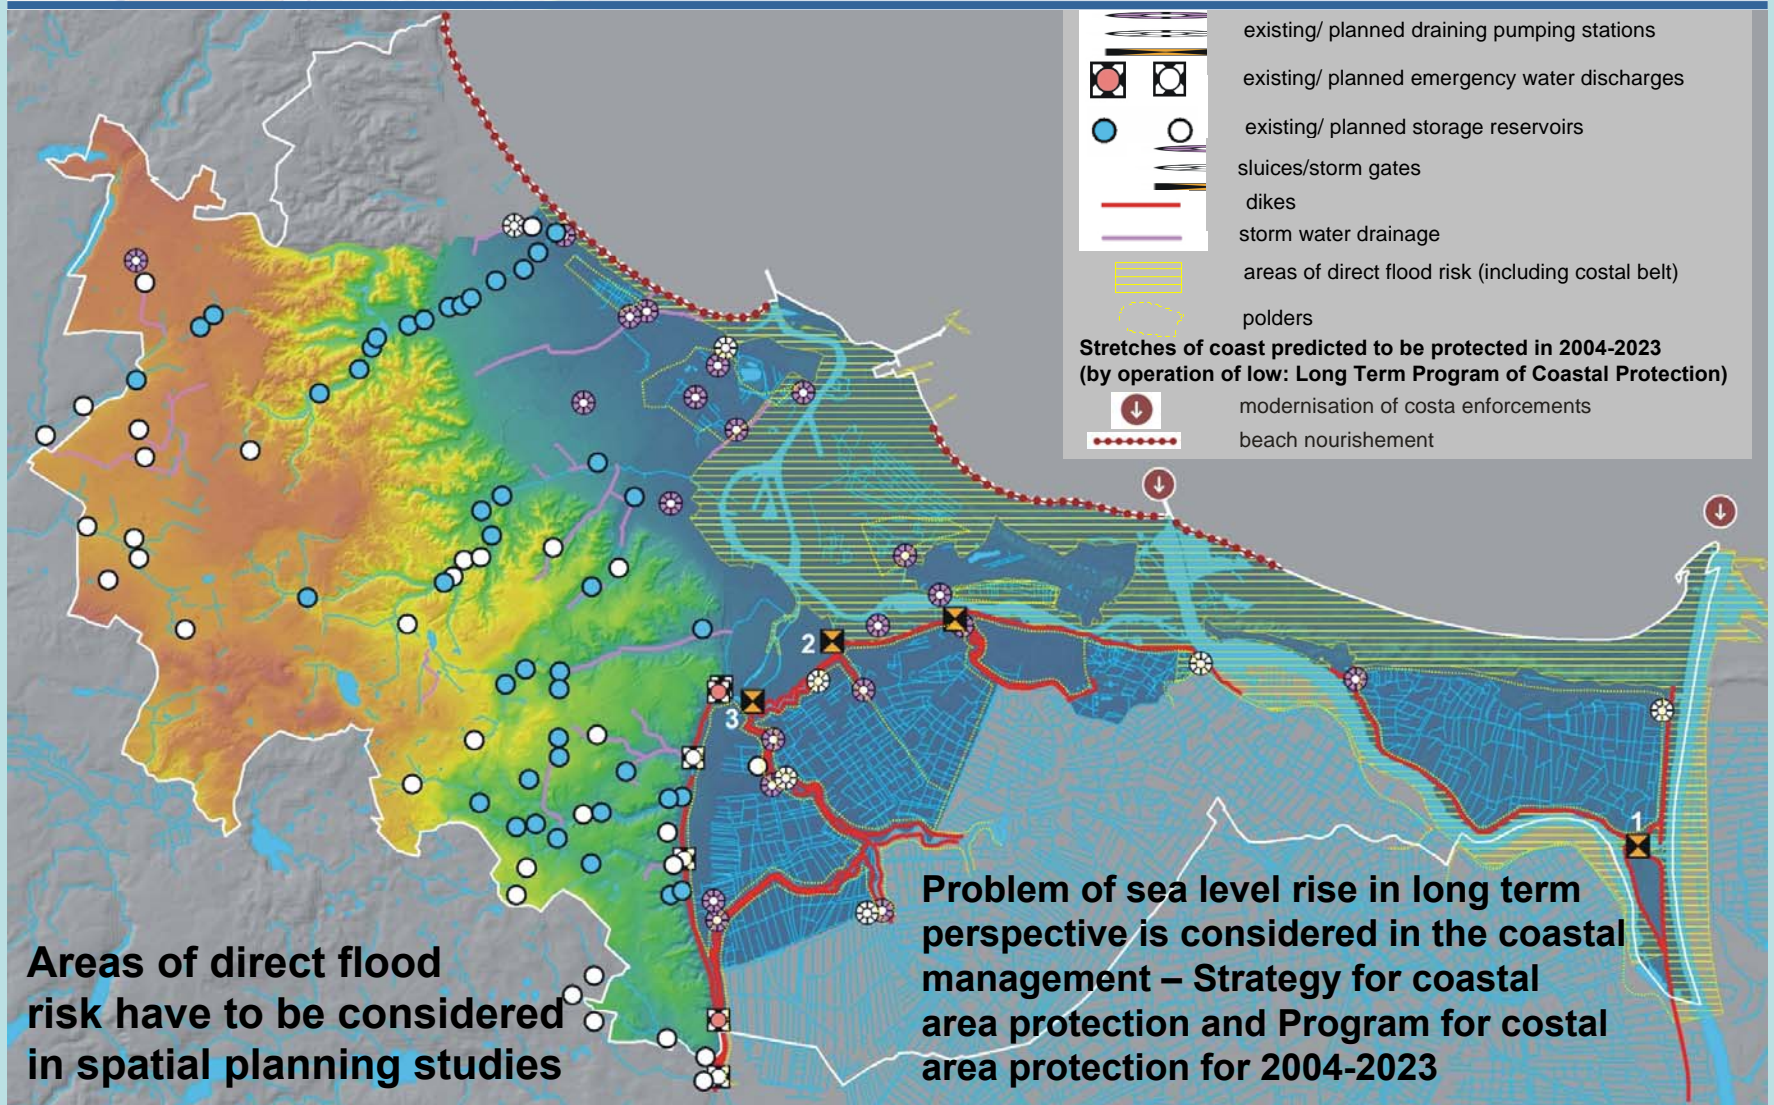 existing/ planned draining pumping stations
existing/ planned emergency water discharges
existing/ planned storage reservoirs
sluices/storm gates
dikes
storm water drainage
areas of direct flood risk (including costal belt)
polders
Stretches of coast predicted to be protected in 2004-2023
(by operation of low: Long Term Program of Coastal Protection)
modernisation of costa enforcements
beach nourishement
2
3
1
Areas of direct flood
risk have to be considered
in spatial planning studies
Problem of sea level rise in long term
perspective is considered in the coastal
management – Strategy for coastal
area protection and Program for costal
area protection for 2004-2023